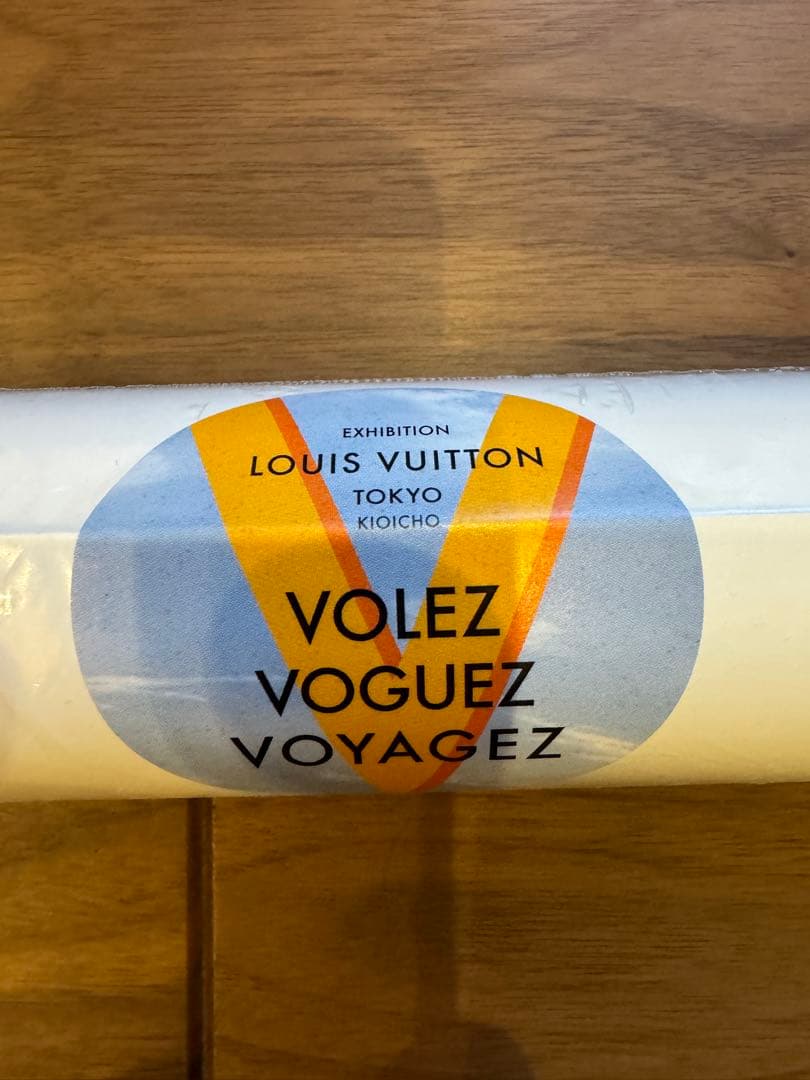 EXHIBITION
LOUIS VUITTON
TOKYO
KIOICHO
VOLEZ
VOGUEZ
VOYAGEZ